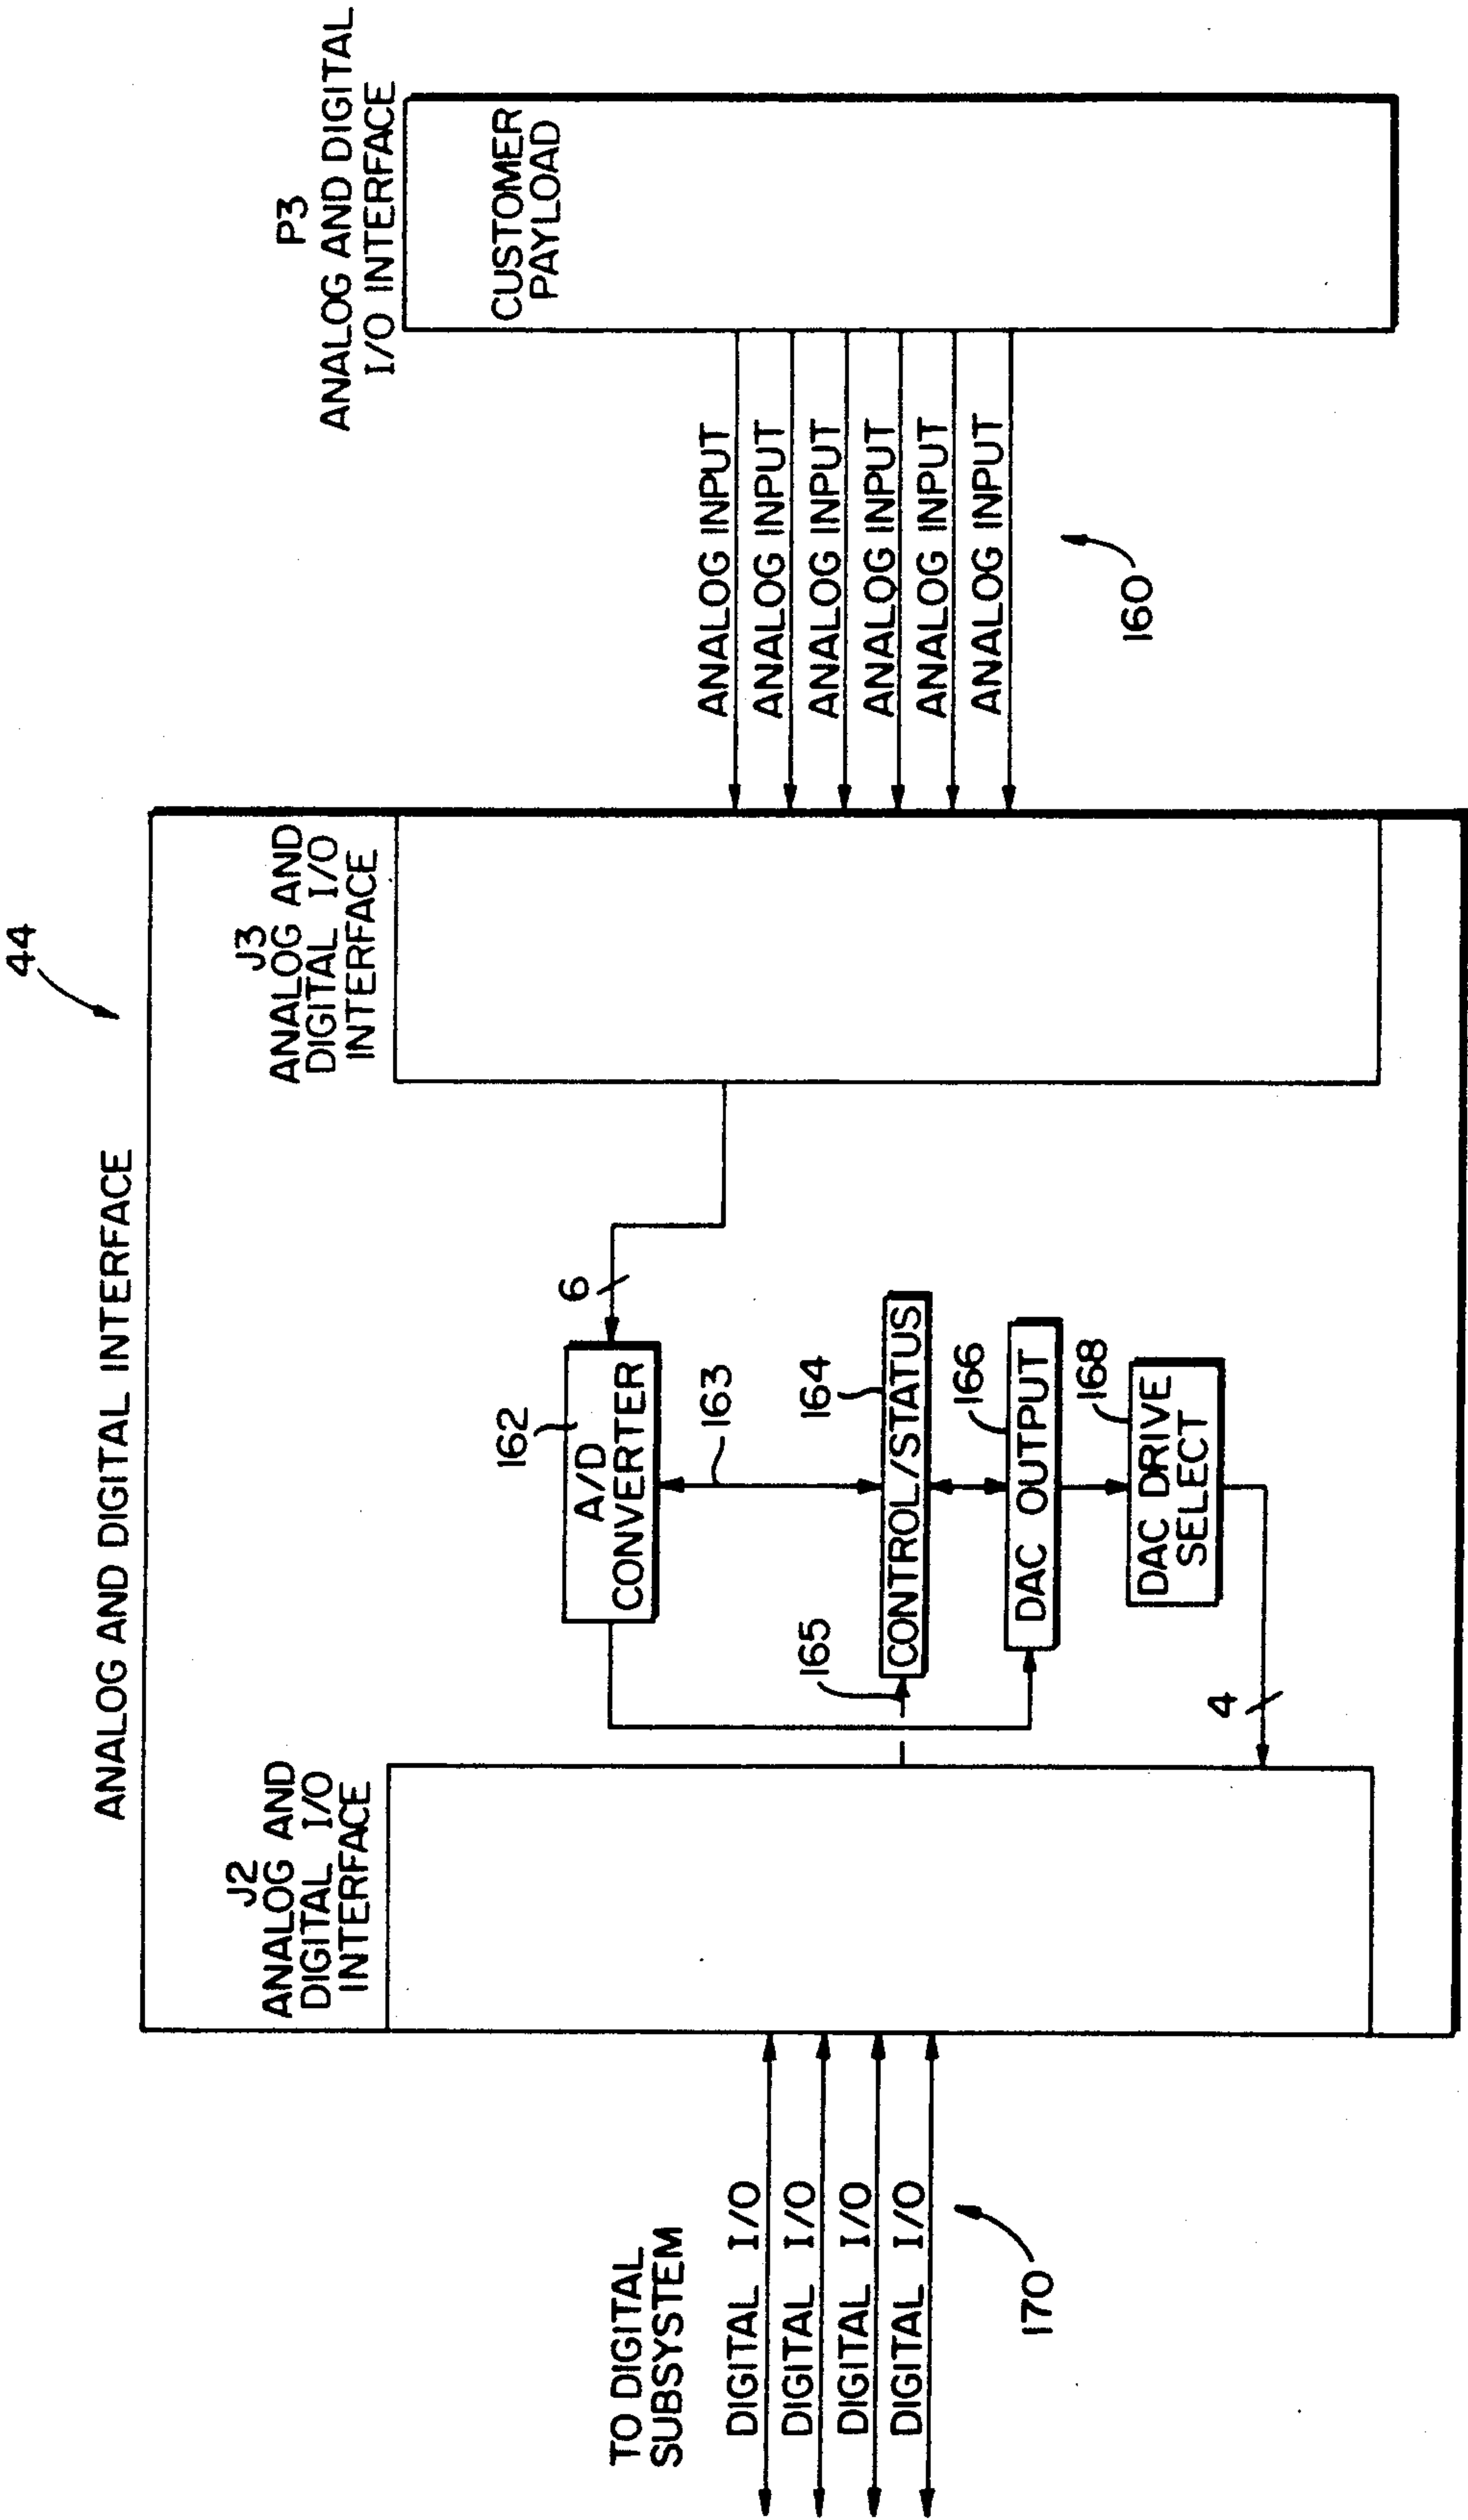 44
ANALOG AND DIGITAL INTERFACE
J2
ANALOG AND
DIGITAL I/O
INTERFACE
J3
ANALOG AND
DIGITAL I/O
INTERFACE
P3
ANALOG AND DIGITAL
I/O INTERFACE
CUSTOMER
PAYLOAD
TO DIGITAL
SUBSYSTEM
DIGITAL I/O
DIGITAL I/O
DIGITAL I/O
DIGITAL I/O
170
162
A/D
CONVERTER
6
163
165
164
CONTROL/STATUS
166
DAC OUTPUT
168
DAC DRIVE
SELECT
4
ANALOG INPUT
ANALOG INPUT
ANALOG INPUT
ANALOG INPUT
ANALOG INPUT
ANALOG INPUT
160